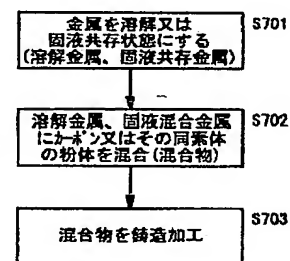 金属を溶解又は
固液共存状態にする
(溶解金属、固液共存金属)
S701
溶解金属、固液混合金属
にカーボン又はその同素体
の粉体を混合(混合物)
S702
混合物を鋳造加工
S703